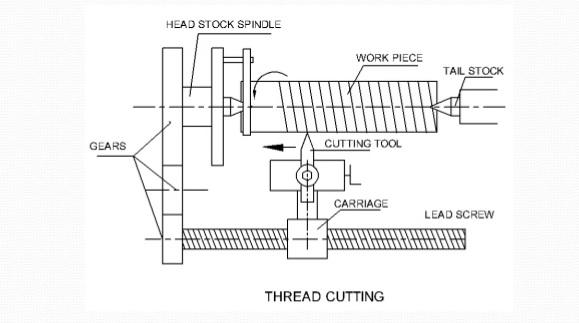 HEAD STOCK SPINDLE
WORK PIECE
TAIL STOCK
GEARS
CUTTING TOOL
CARRIAGE
LEAD SCREW
THREAD CUTTING